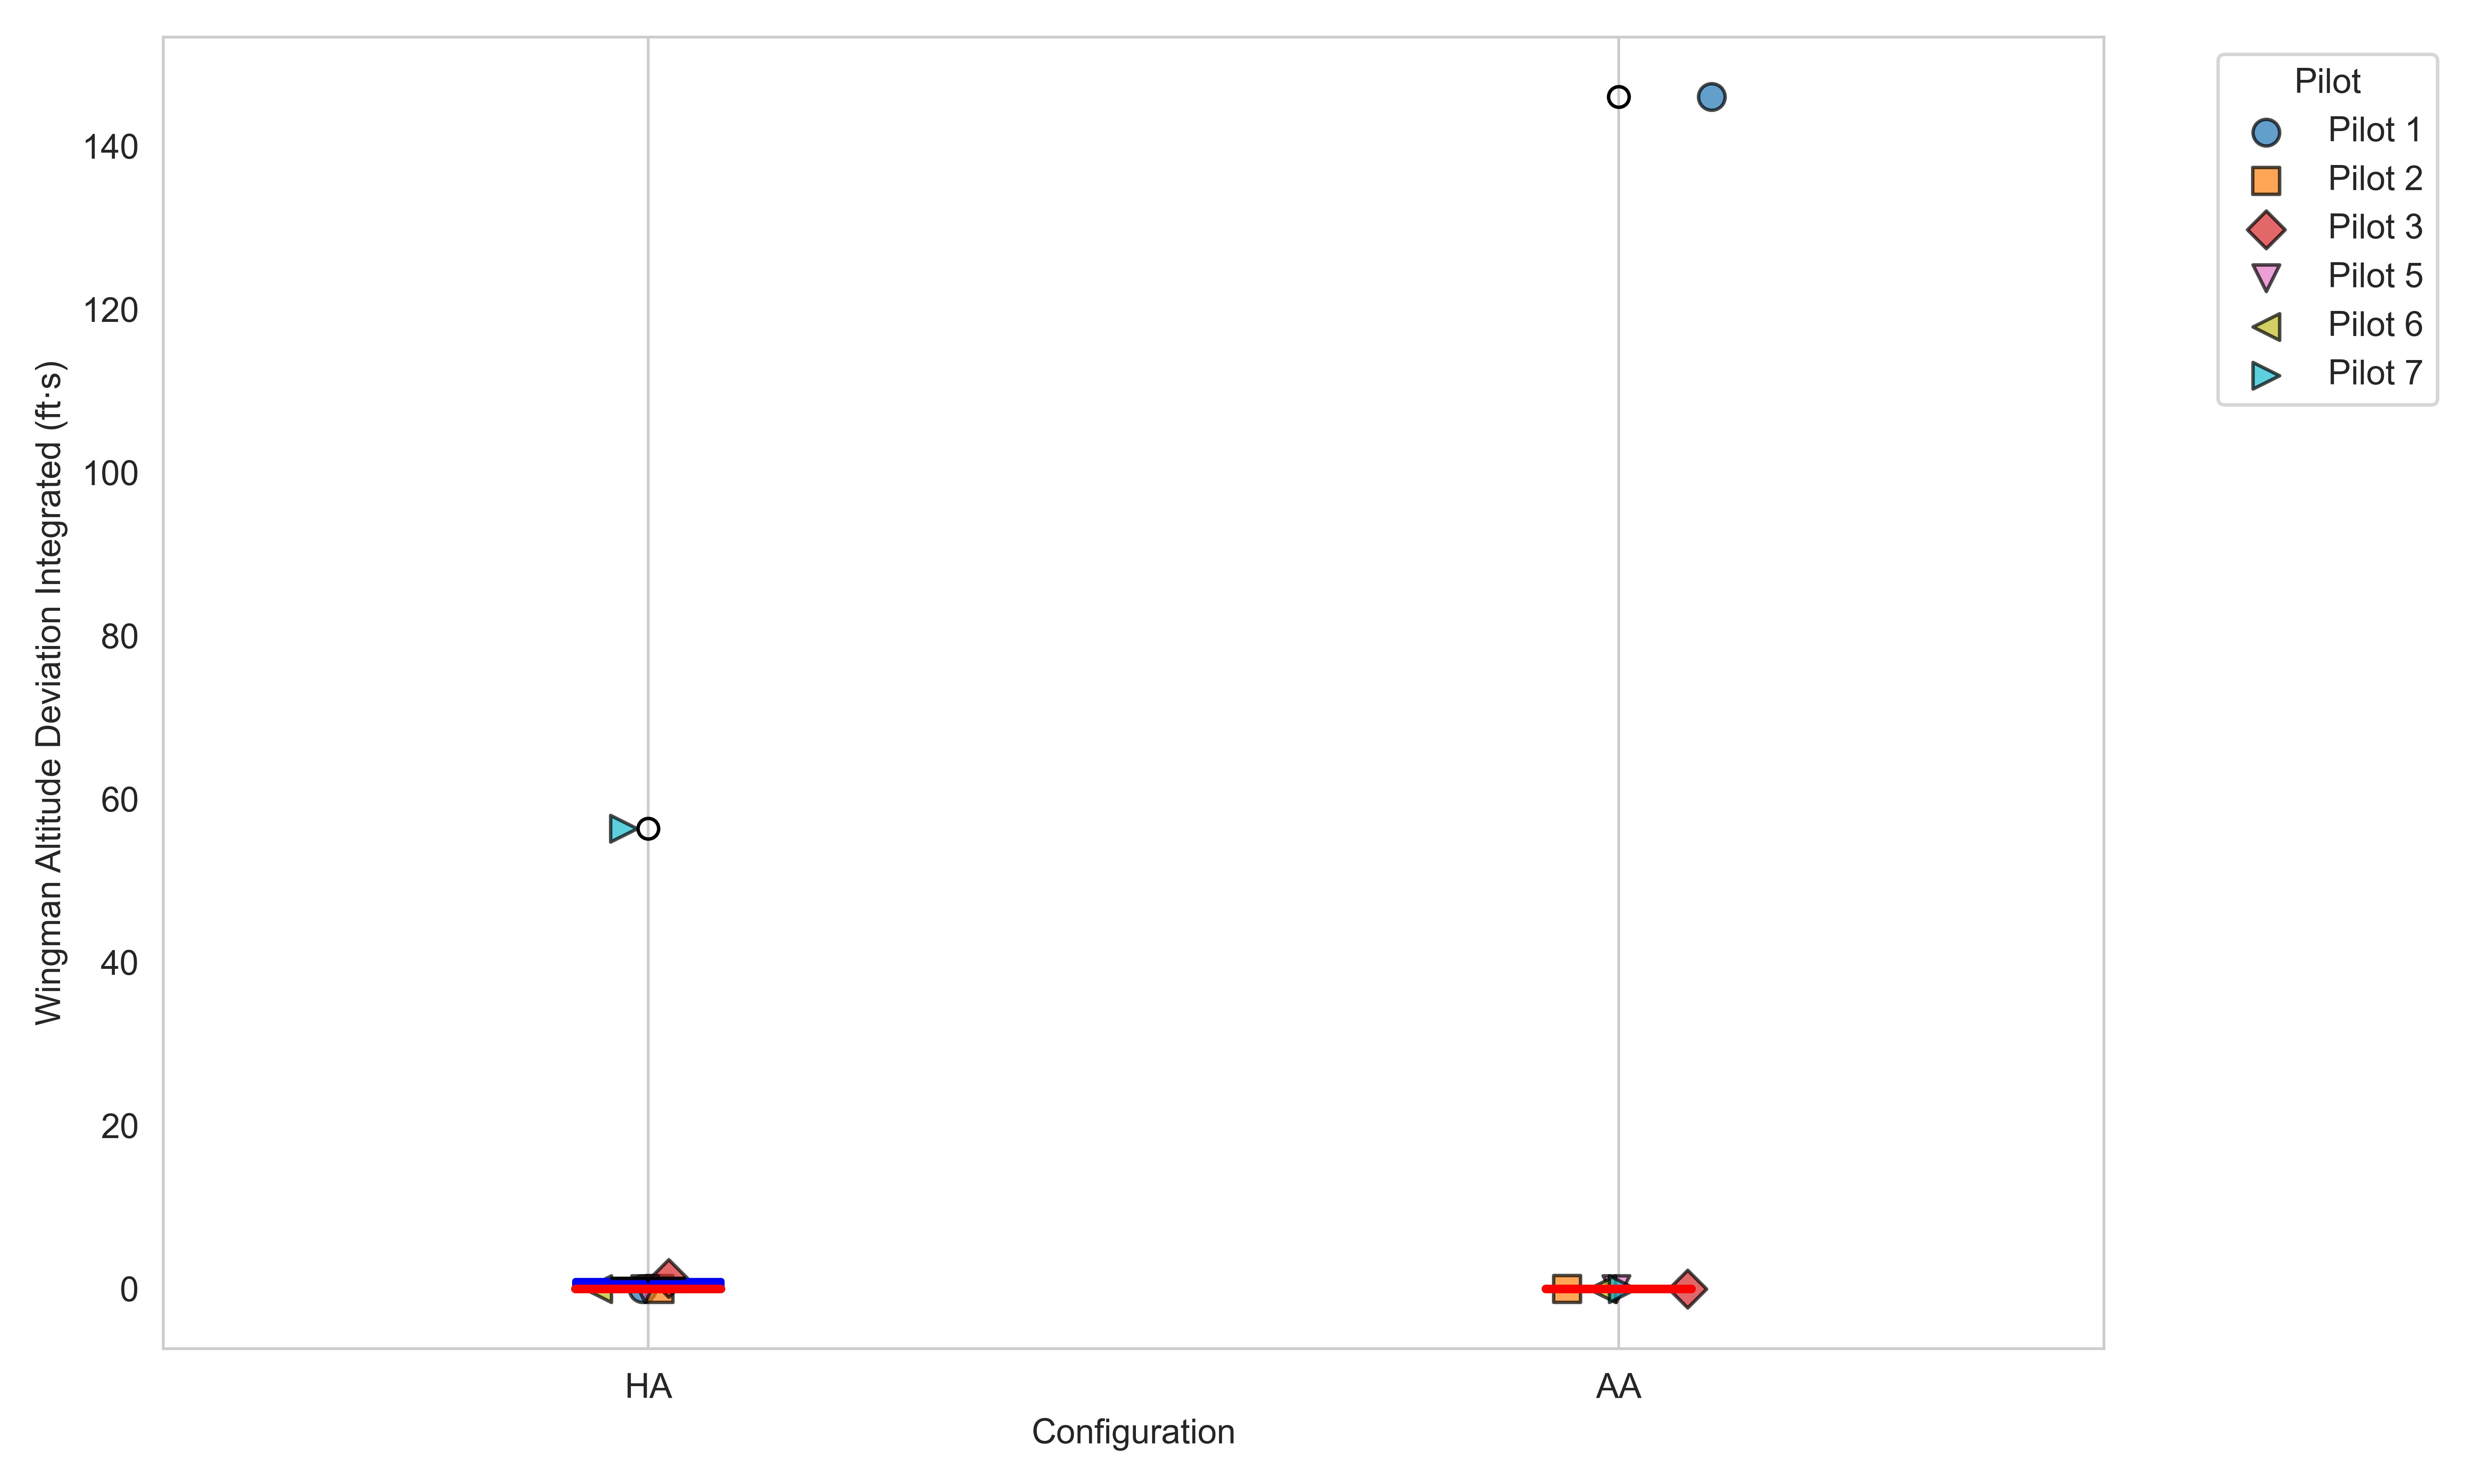 Wingman Altitude Deviation Integrated (ft·s)
140
120
100
80
60
40
20
0
HA
AA
Configuration
Pilot
Pilot 1
Pilot 2
Pilot 3
Pilot 5
Pilot 6
Pilot 7